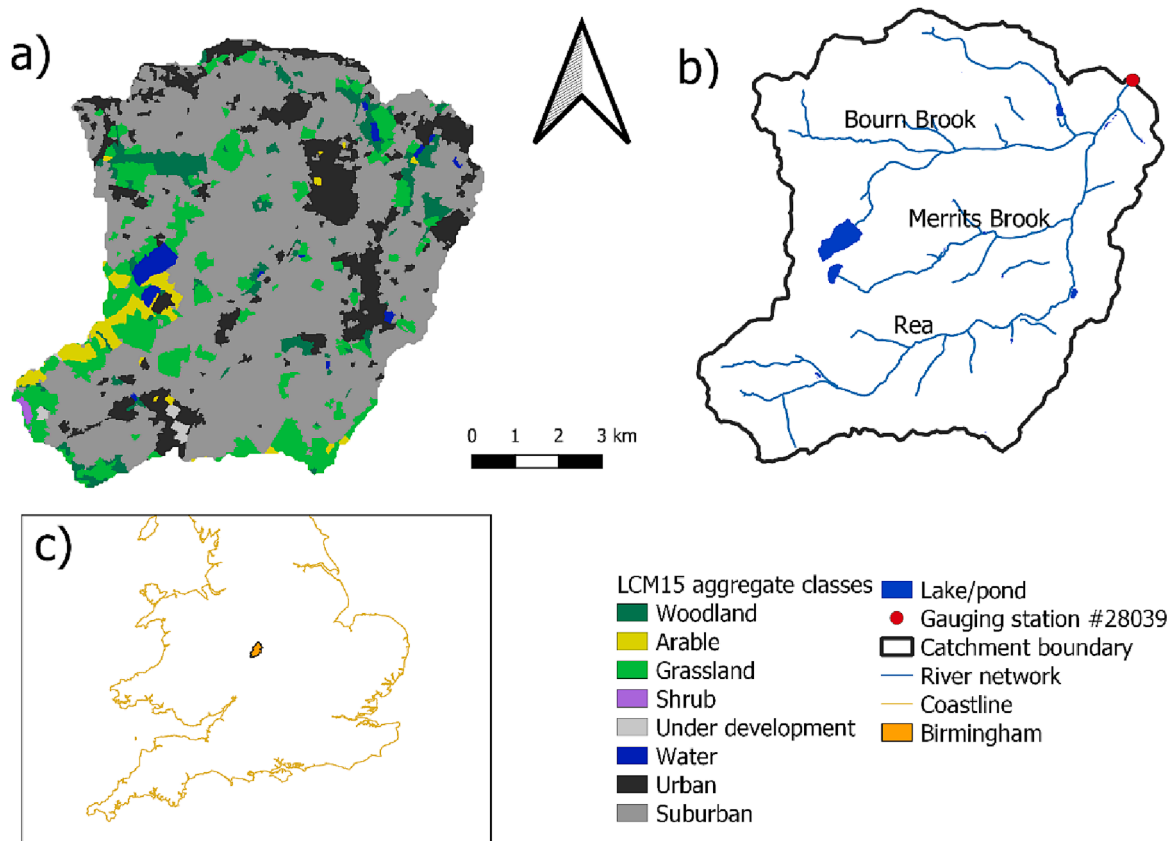 a)
b)
Bourn Brook
Merrits Brook
Rea
0 1 2 3 km
c)
LCM15 aggregate classes
Woodland
Arable
Grassland
Shrub
Under development
Water
Urban
Suburban
Lake/pond
Gauging station #28039
Catchment boundary
River network
Coastline
Birmingham